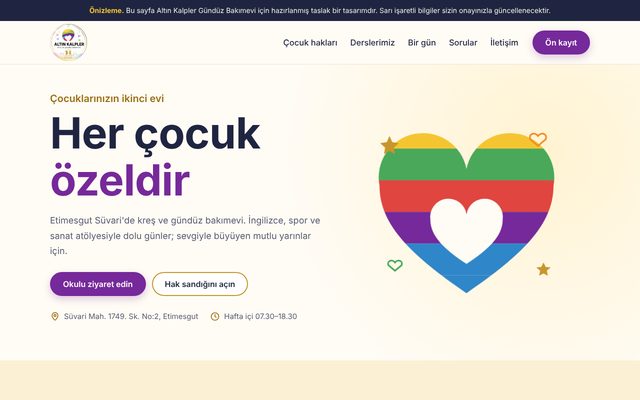 Önizleme. Bu sayfa Altın Kalpler Gündüz Bakımevi için hazırlanmış taslak bir tasarımdır. Sarı işaretli bilgiler sizin onayınızla güncellenecektir.
ALTIN KALPLER
Çocuk hakları
Derslerimiz
Bir gün
Sorular
İletişim
Ön kayıt
Çocuklarınızın ikinci evi
Her çocuk
özeldir
Etimesgut Süvari'de kreş ve gündüz bakımevi. İngilizce, spor ve
sanat atölyesiyle dolu günler; sevgiyle büyüyen mutlu yarınlar
için.
Okulu ziyaret edin
Hak sandığını açın
Süvari Mah. 1749. Sk. No:2, Etimesgut
Hafta içi 07.30–18.30